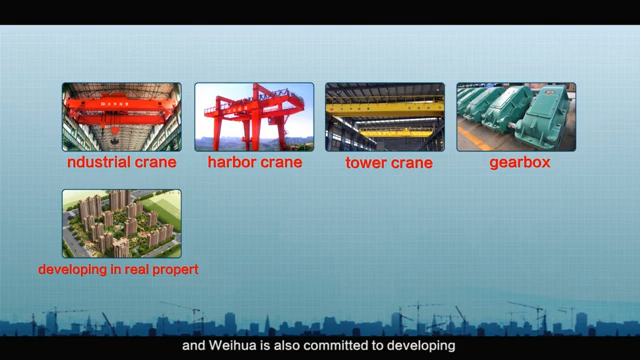 ndustrial crane
harbor crane
tower crane
gearbox
developing in real propert
and Weihua is also committed to developing